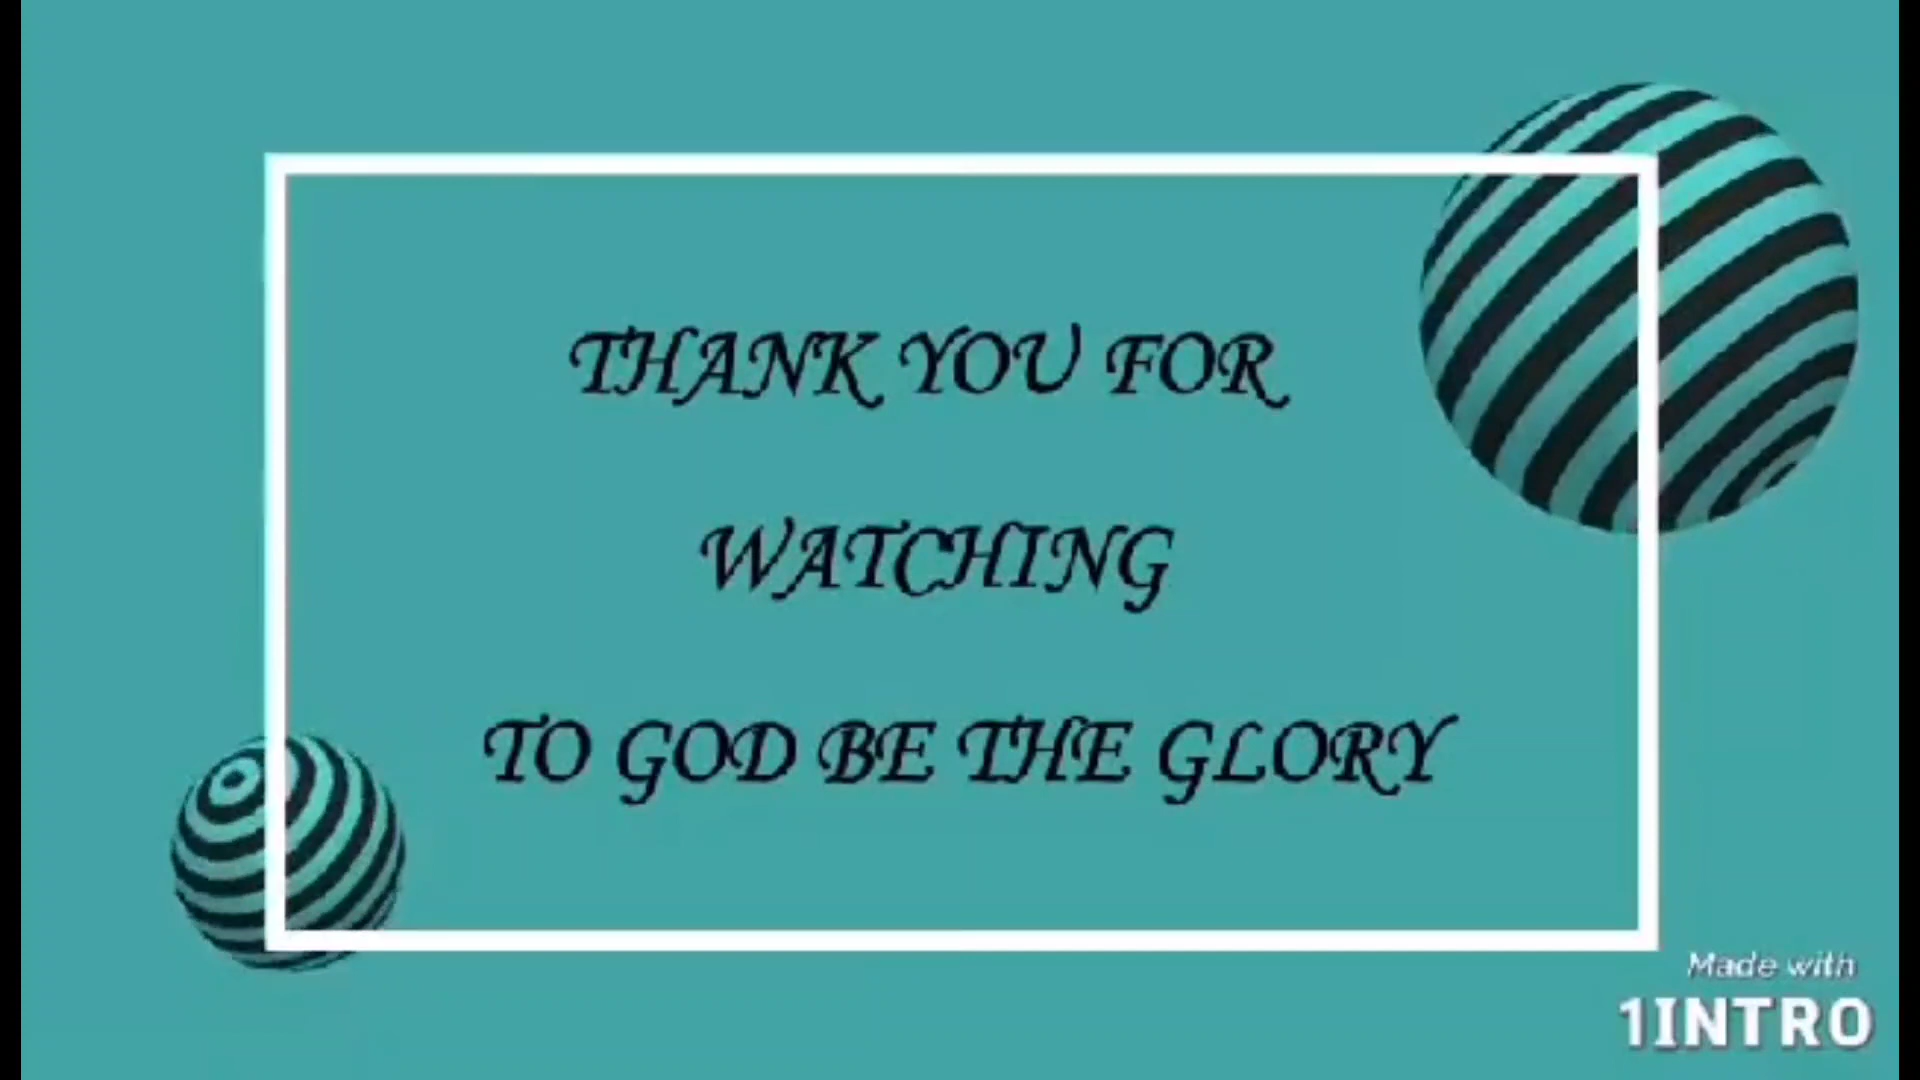 THANK YOU FOR
WATCHING
TO GOD BE THE GLORY
Made with
1INTRO